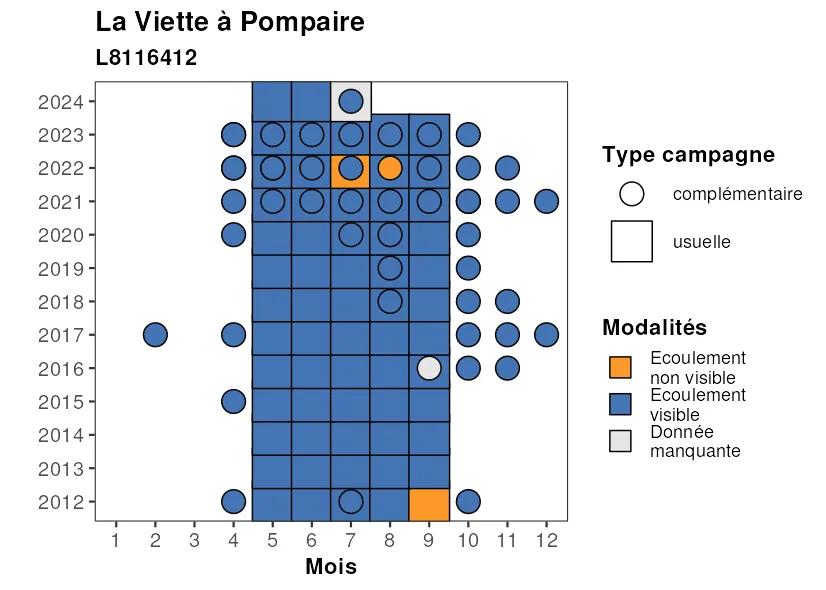 La Viette à Pompaire
L8116412
2024
2023
2022
2021
2020
2019
2018
2017
2016
2015
2014
2013
2012
1 2 3 4 5 6 7 8 9 10 11 12
Mois
Type campagne
complémentaire
usuelle
Modalités
Ecoulement
non visible
Ecoulement
visible
Donnée
manquante